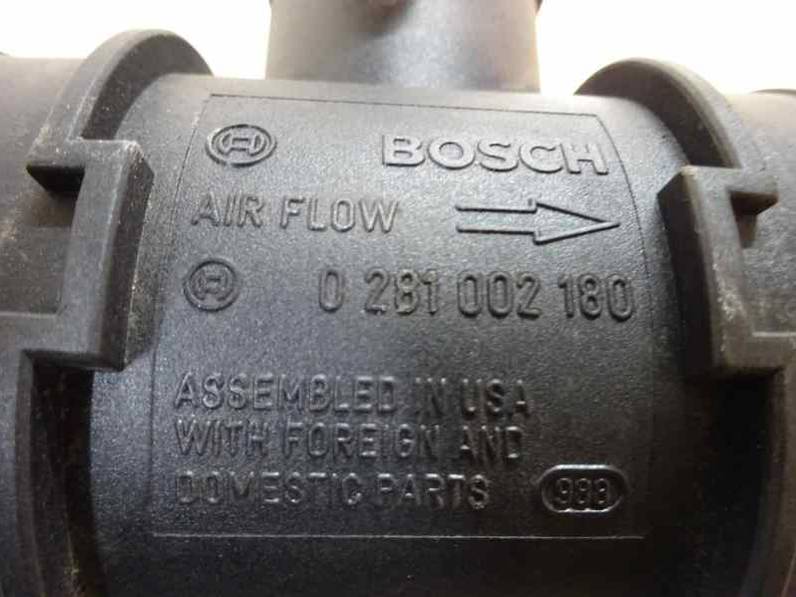 BOSCH
AIR FLOW
0 281 002 180
ASSEMBLED IN USA
WITH FOREIGN AND
DOMESTIC PARTS 988